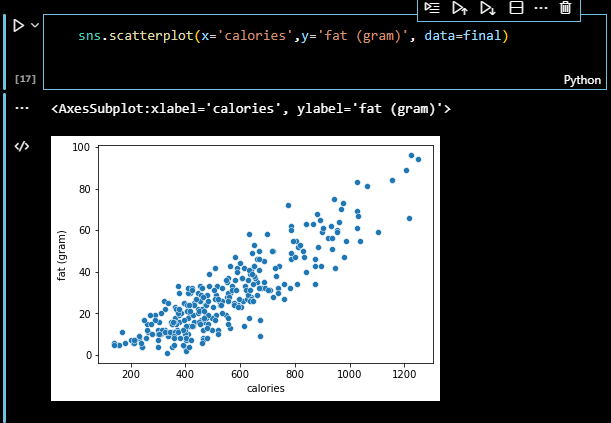 sns.scatterplot(x='calories',y='fat (gram)', data=final)
[17]
Python
<AxesSubplot:xlabel='calories', ylabel='fat (gram)'>
100
80
60
40
20
0
fat (gram)
200 400 600 800 1000 1200
calories